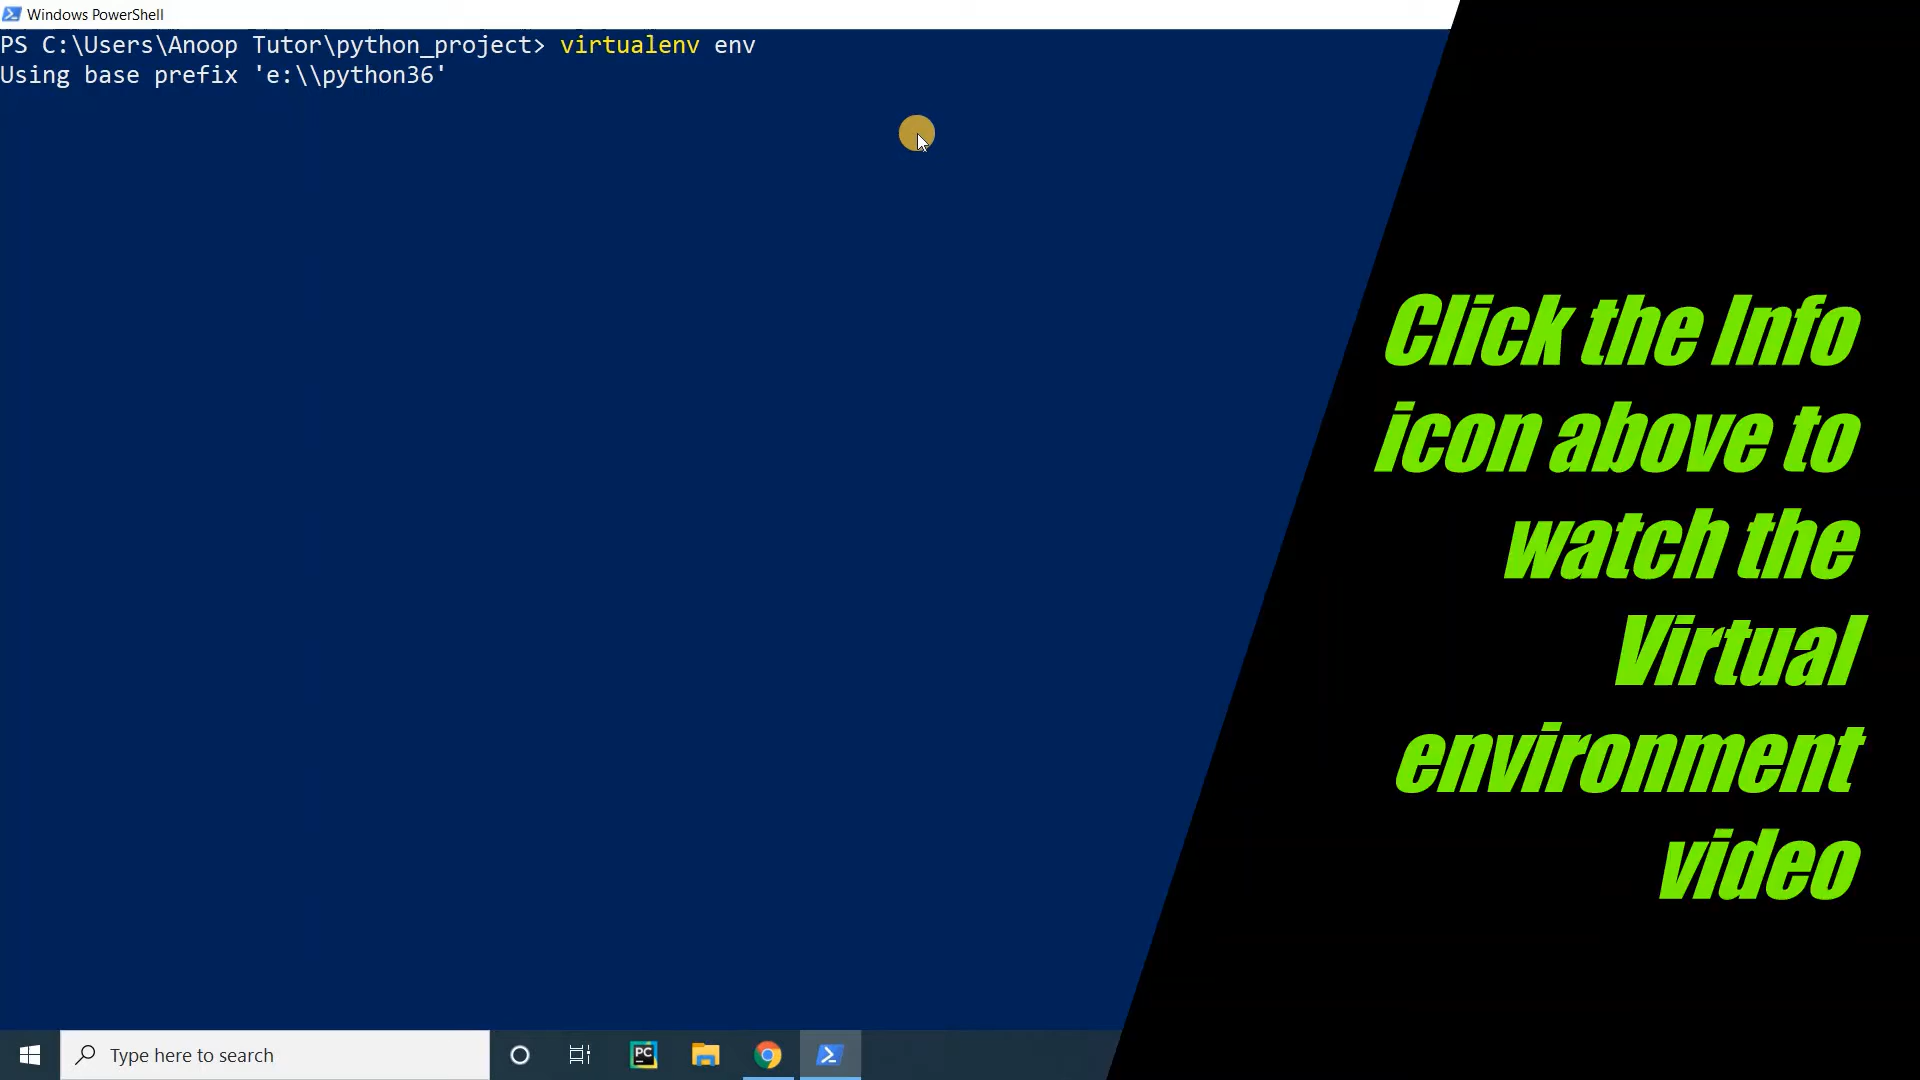 Windows PowerShell
PS C:\Users\Anoop Tutor\python_project> virtualenv env
Using base prefix 'e:\\python36'
Click the Info
icon above to
watch the
Virtual
environment
video
Type here to search
PC